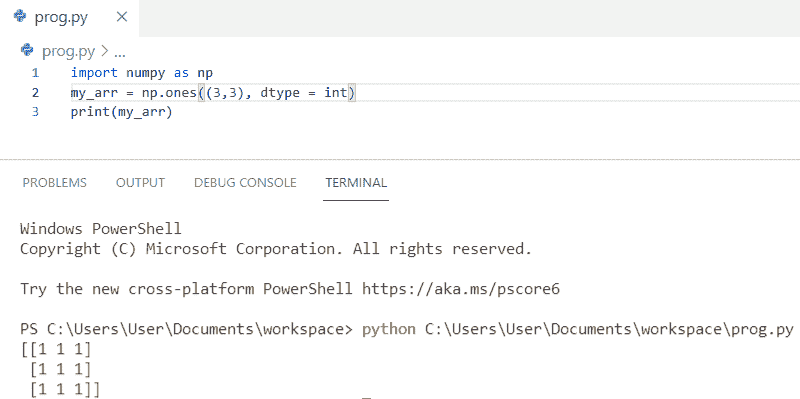 prog.py
prog.py > ...
1 import numpy as np
2 my_arr = np.ones((3,3), dtype = int)
3 print(my_arr)
PROBLEMS OUTPUT DEBUG CONSOLE TERMINAL
Windows PowerShell
Copyright (C) Microsoft Corporation. All rights reserved.
Try the new cross-platform PowerShell https://aka.ms/pscore6
PS C:\Users\User\Documents\workspace> python C:\Users\User\Documents\workspace\prog.py
[[1 1 1]
 [1 1 1]
 [1 1 1]]